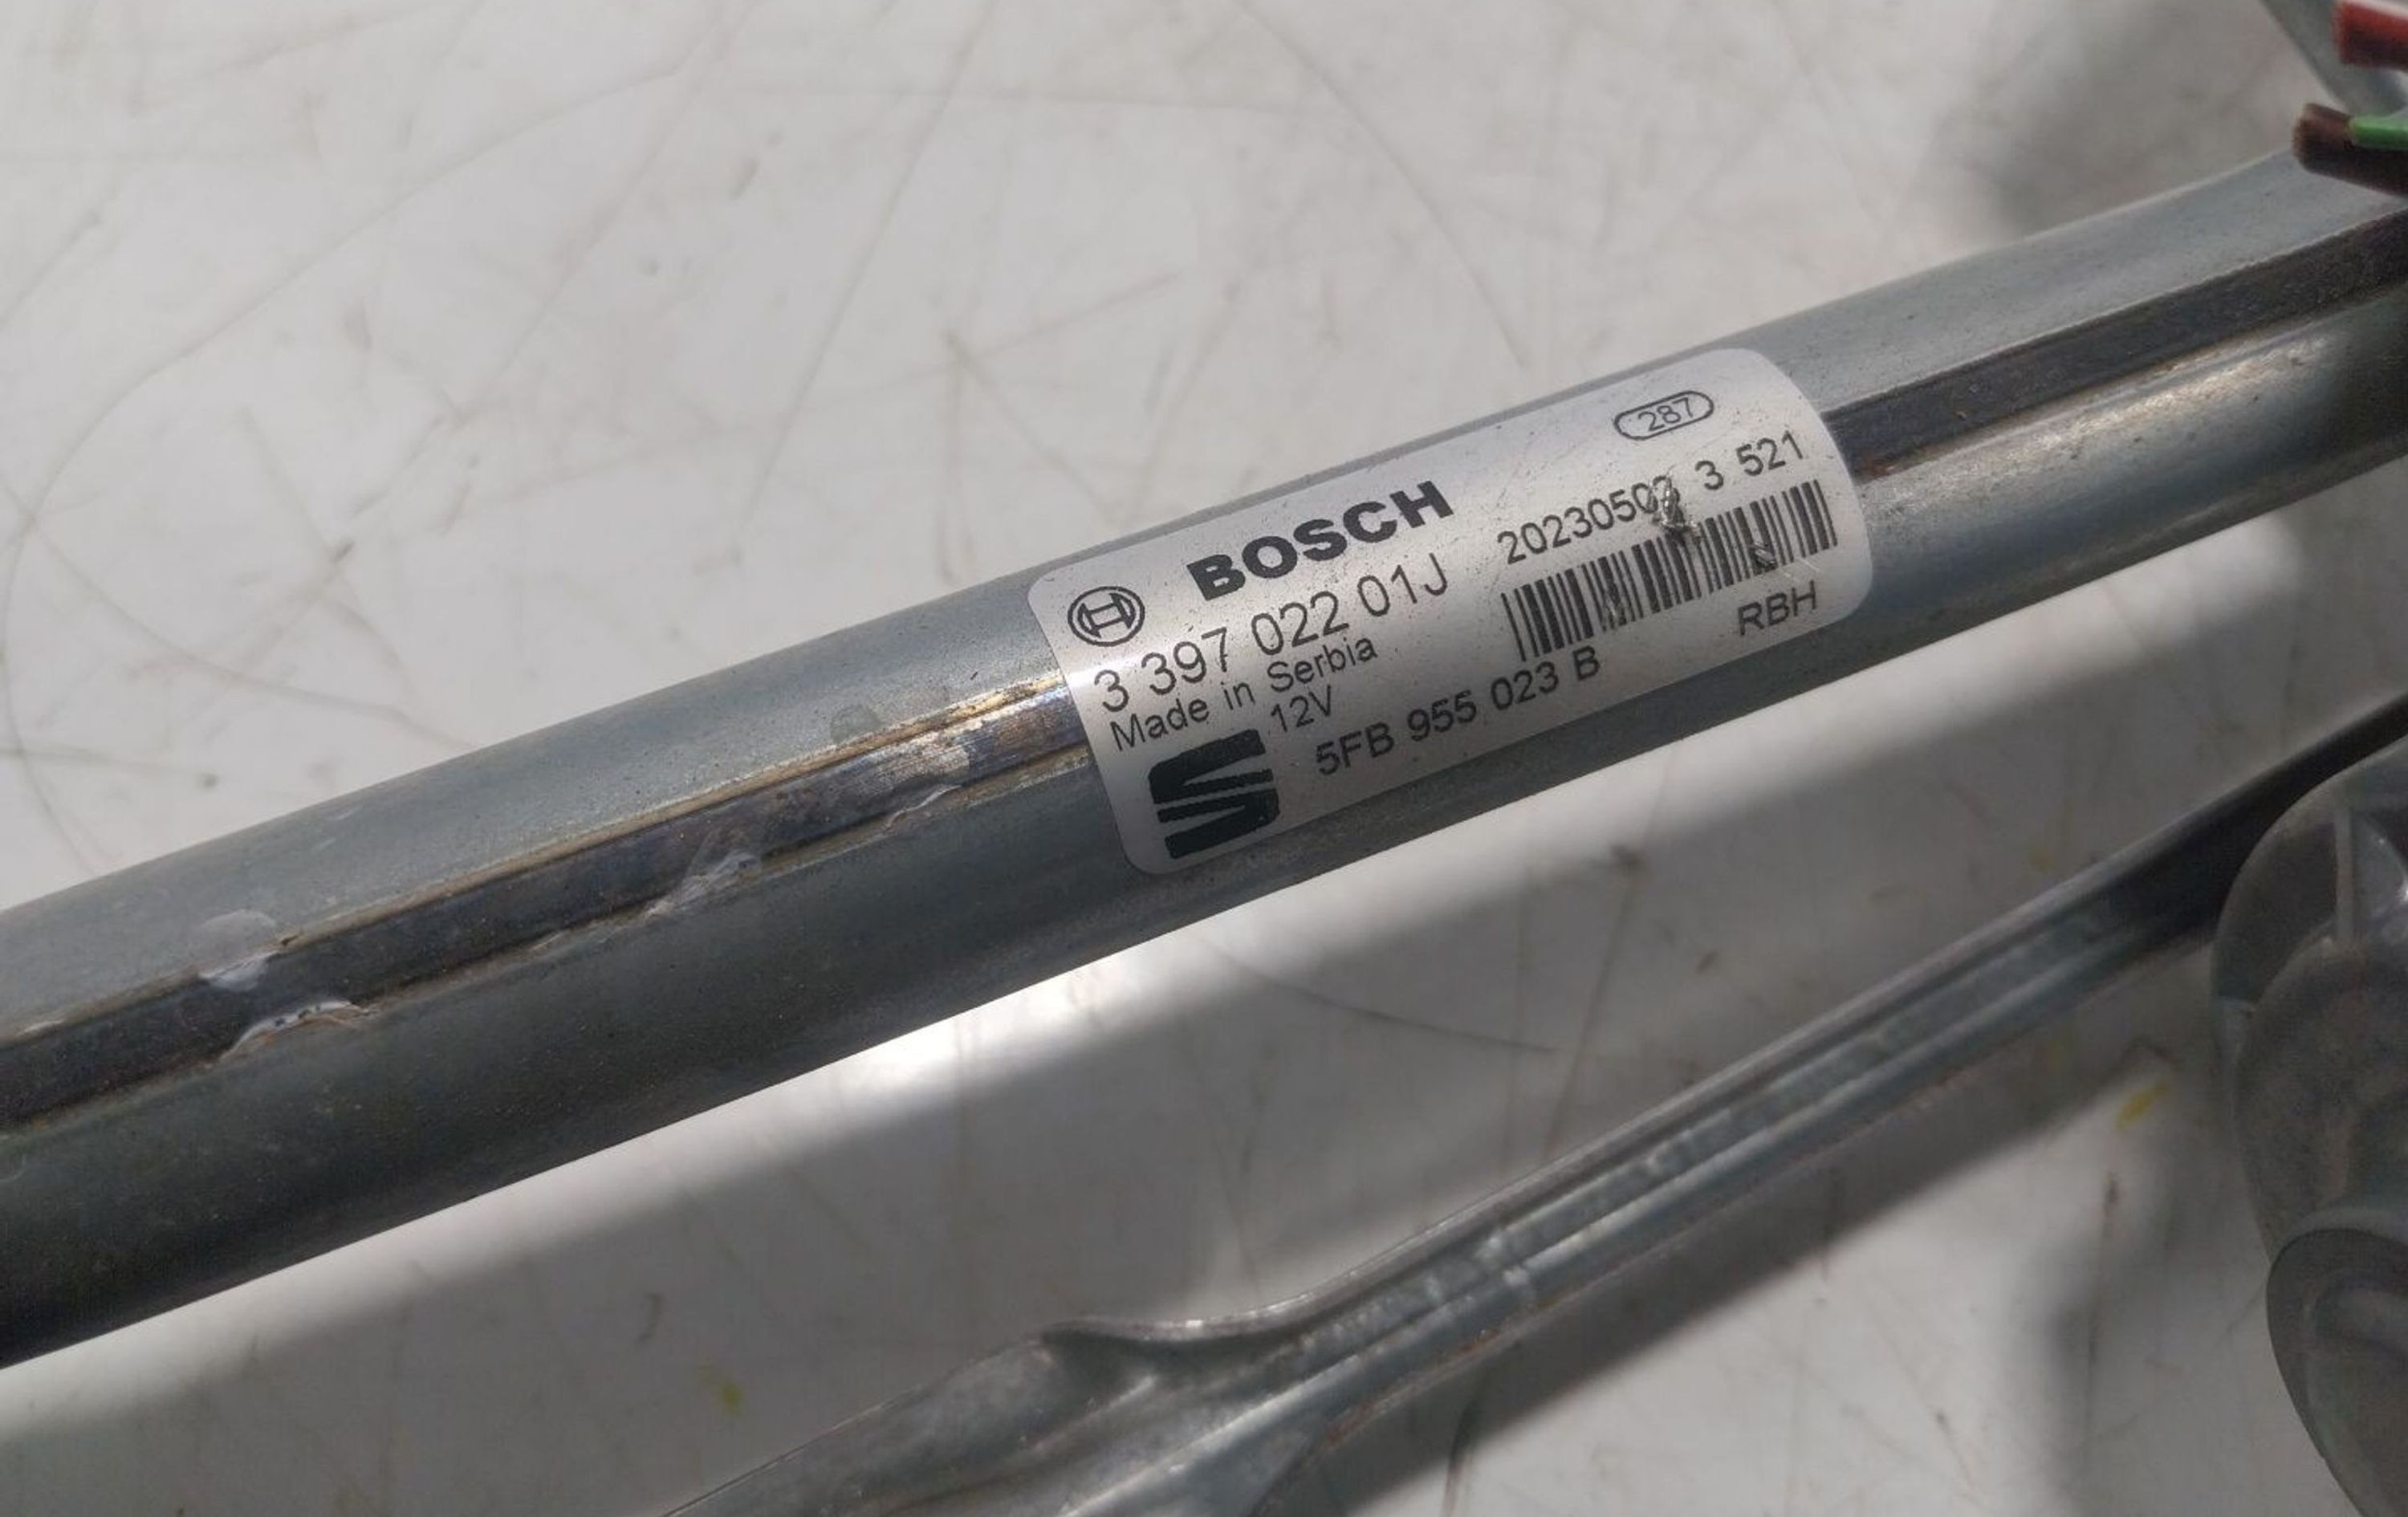 287
BOSCH
3 521
3 397 022 01J
Made in Serbia
12V
RBH
5FB 955 023 B